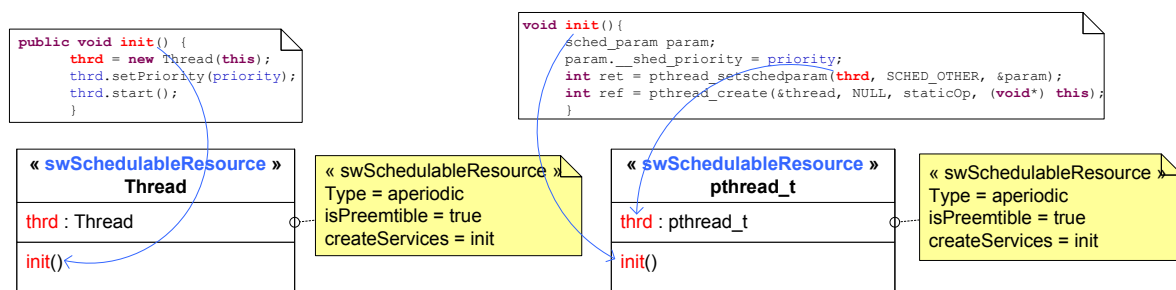 public void init() {
thrd = new Thread(this);
thrd.setPriority(priority);
thrd.start();
}
« swSchedulableResource »
Thread
thrd : Thread
init()
« swSchedulableResource »
Type = aperiodic
isPreemtible = true
createServices = init
void init(){
sched_param param;
param.__shed_priority = priority;
int ret = pthread_setschedparam(thrd, SCHED_OTHER, &param);
int ref = pthread_create(&thread, NULL, staticOp, (void*) this);
}
« swSchedulableResource »
pthread_t
thrd : pthread_t
init()
« swSchedulableResource »
Type = aperiodic
isPreemtible = true
createServices = init